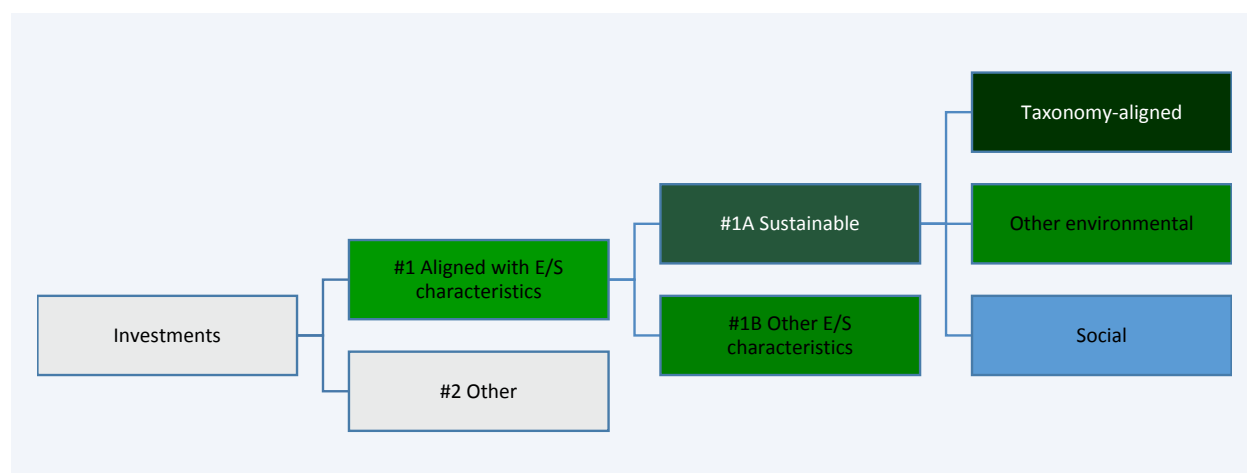 Investments
#1 Aligned with E/S
characteristics
#2 Other
#1A Sustainable
#1B Other E/S
characteristics
Taxonomy-aligned
Other environmental
Social